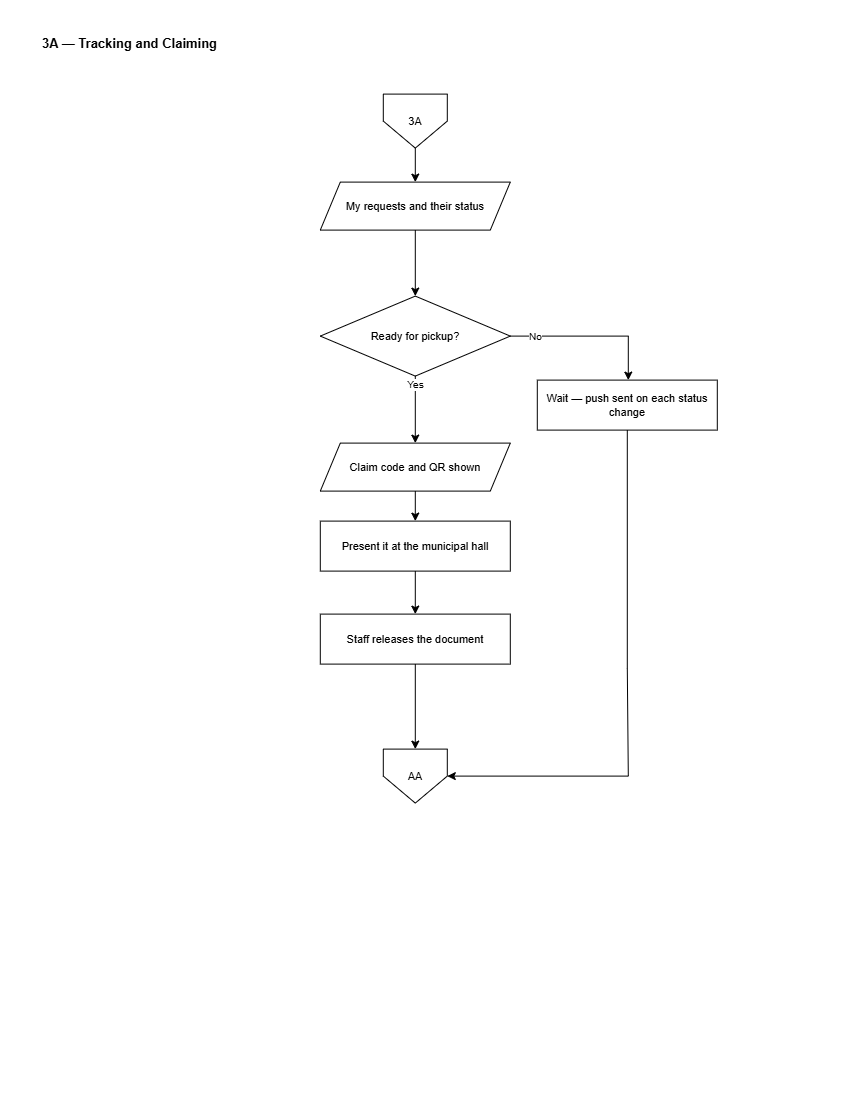 3A — Tracking and Claiming
3A
My requests and their status
Ready for pickup?
No
Yes
Wait — push sent on each status
change
Claim code and QR shown
Present it at the municipal hall
Staff releases the document
AA